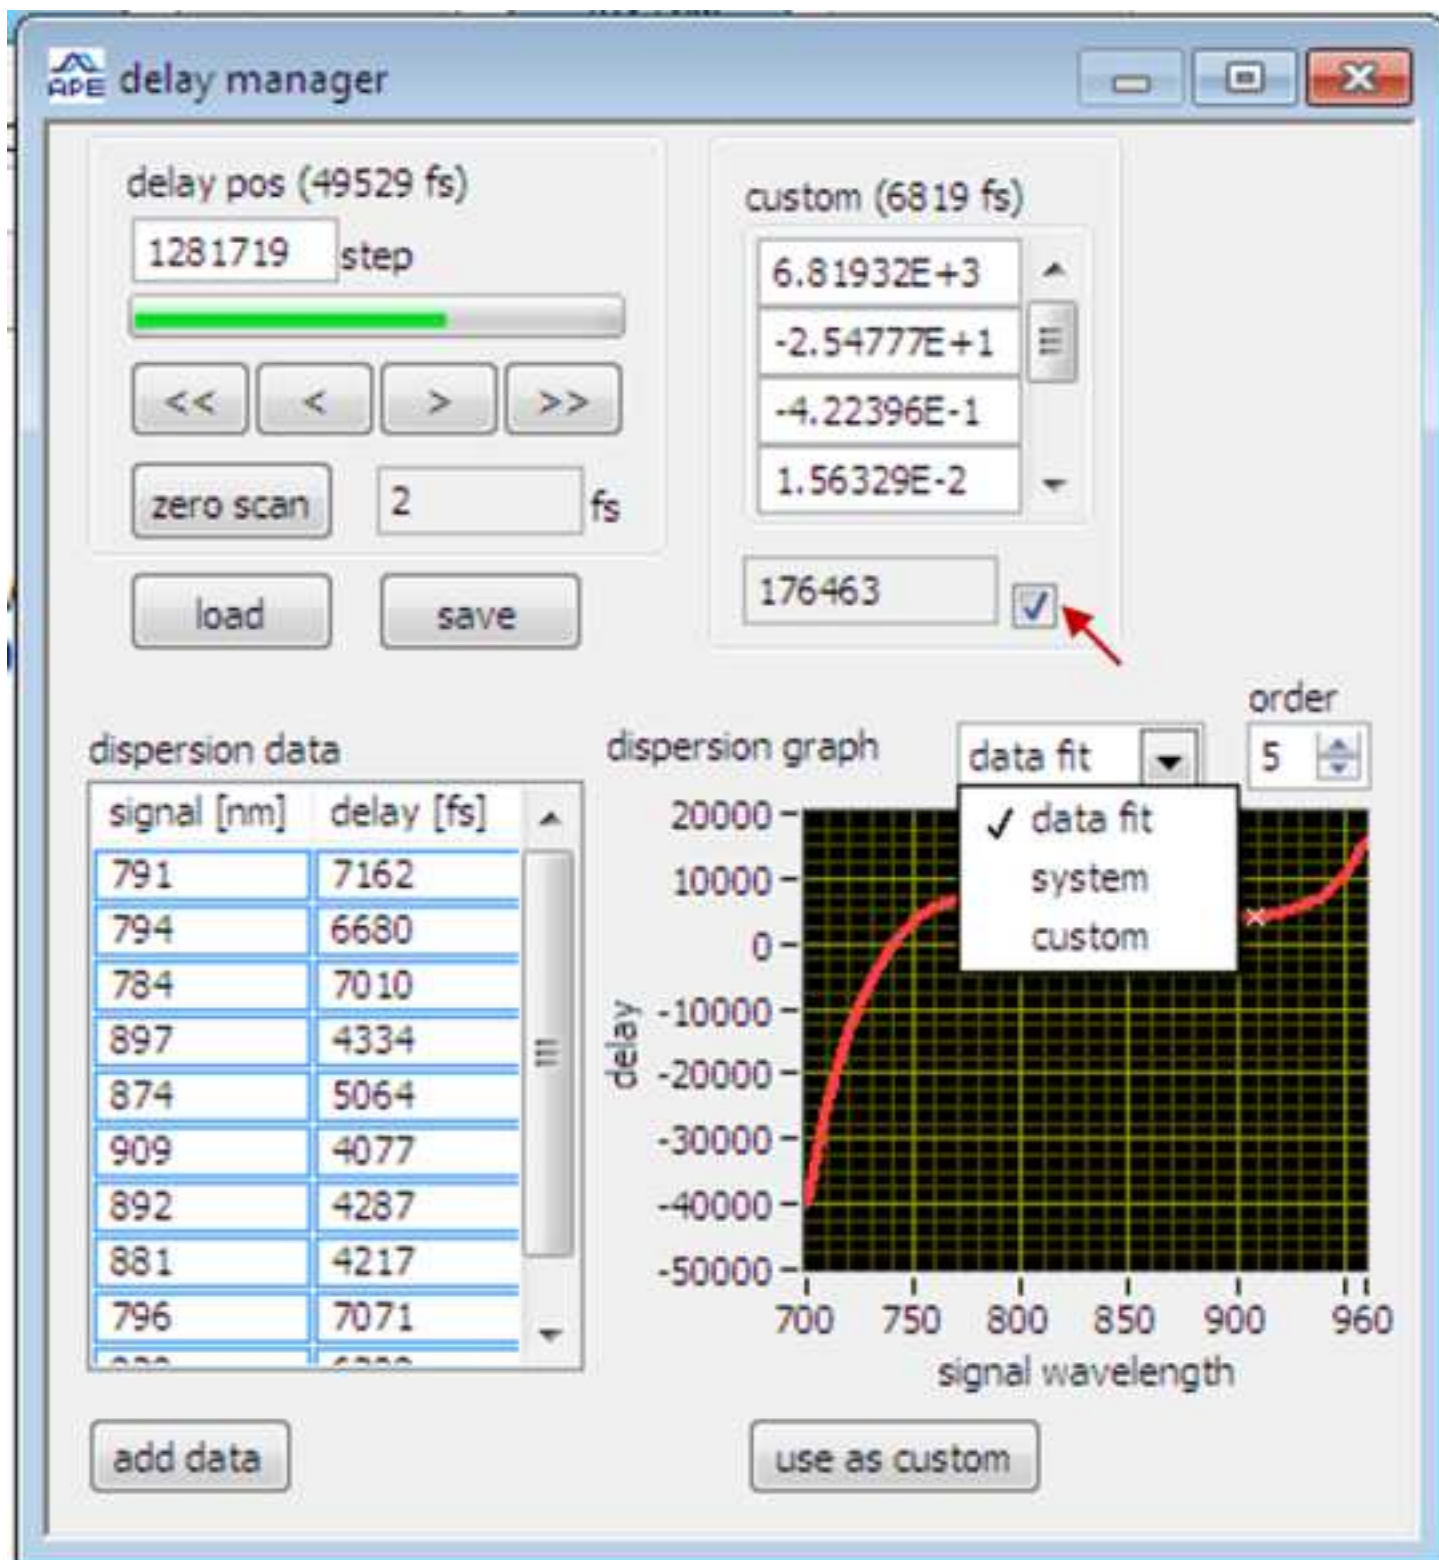 APE delay manager
delay pos (49529 fs)
1281719 step
<< < > >>
zero scan 2 fs
load save
custom (6819 fs)
6.81932E+3
-2.54777E+1
-4.22396E-1
1.56329E-2
176463
dispersion data
signal [nm] delay [fs]
791 7162
794 6680
784 7010
897 4334
874 5064
909 4077
892 4287
881 4217
796 7071
add data
dispersion graph data fit
order
5
data fit
system
custom
20000
10000
0
-10000
-20000
-30000
-40000
-50000
delay
700 750 800 850 900 960
signal wavelength
use as custom